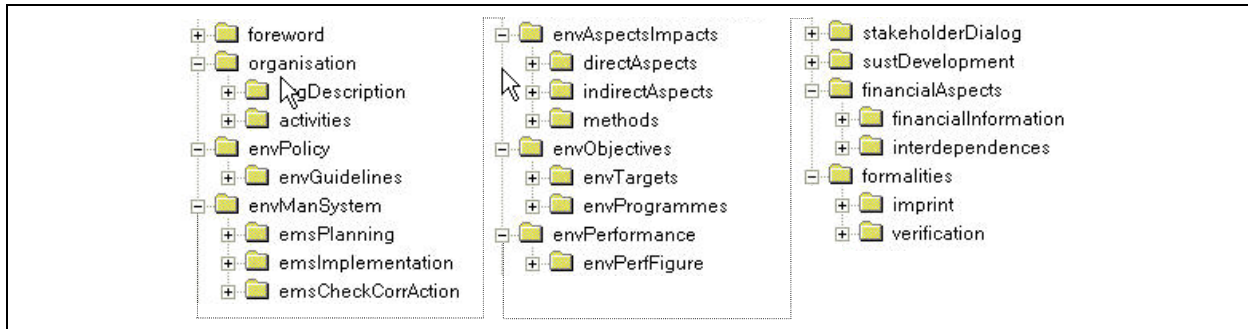 foreword
organisation
gDescription
activities
envPolicy
envGuidelines
envManSystem
emsPlanning
emsImplementation
emsCheckCorrAction
envAspectsImpacts
directAspects
indirectAspects
methods
envObjectives
envTargets
envProgrammes
envPerformance
envPerfFigure
stakeholderDialog
sustDevelopment
financialAspects
financialInformation
interdependences
formalities
imprint
verification